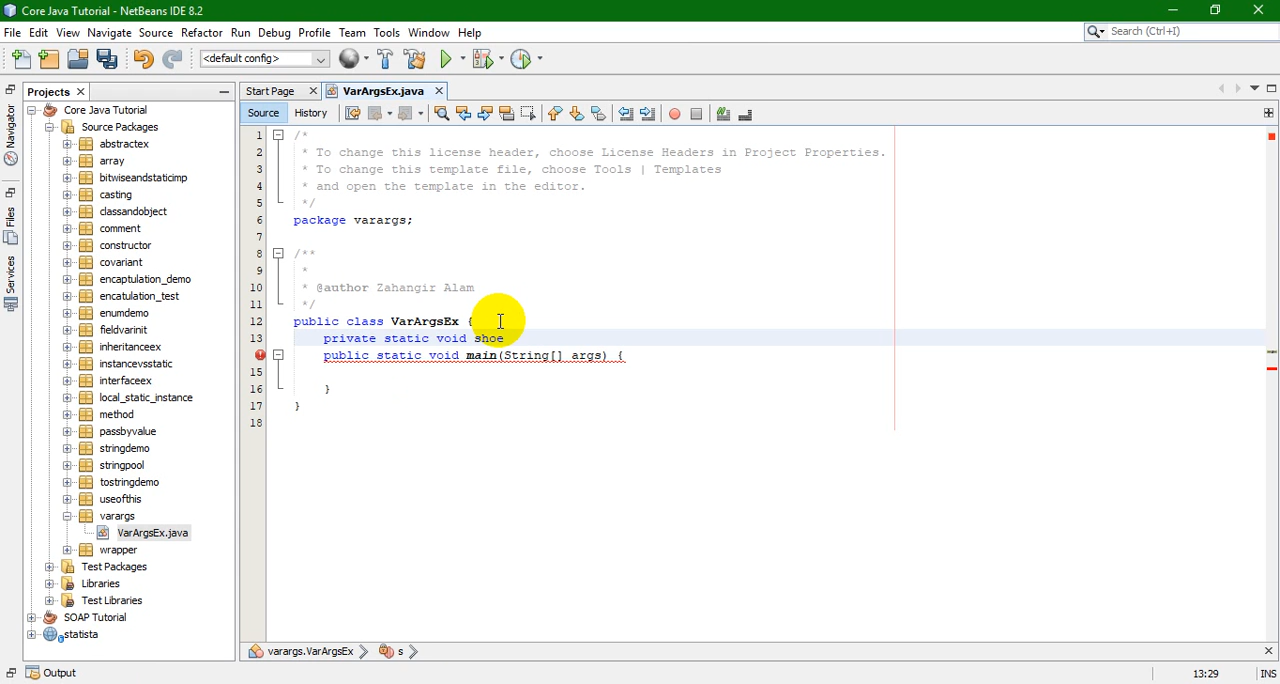 Core Java Tutorial - NetBeans IDE 8.2
File Edit View Navigate Source Refactor Run Debug Profile Team Tools Window Help
Search (Ctrl+I)
<default config>
Projects
Start Page
VarArgsEx.java
Source History
Navigator
Files
Services
Core Java Tutorial
Source Packages
abstractex
array
bitwiseandstaticimp
casting
classandobject
comment
constructor
covariant
encaptulation_demo
encatulation_test
enumdemo
fieldvarinit
inheritanceex
instancevsstatic
interfaceex
local_static_instance
method
passbyvalue
stringdemo
stringpool
tostringdemo
useofthis
varargs
VarArgsEx.java
wrapper
Test Packages
Libraries
Test Libraries
SOAP Tutorial
statista
1 /*
2 * To change this license header, choose License Headers in Project Properties.
3 * To change this template file, choose Tools | Templates
4 * and open the template in the editor.
5 */
6 package varargs;
7
8 /**
9 *
10 * @author Zahangir Alam
11 */
12 public class VarArgsEx {
13 private static void shoe
public static void main(String[] args) {
15
16 }
17 }
18
varargs.VarArgsEx
s
Output
13:29
INS